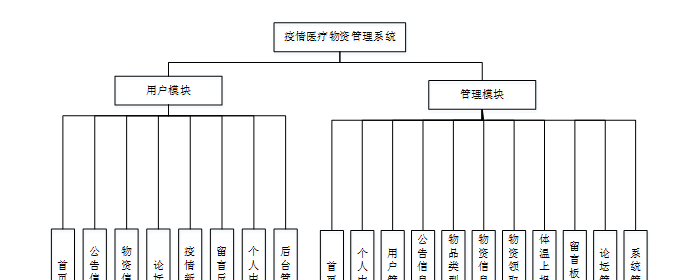 疫情医疗物资管理系统
用户模块
管理模块
首页
公告信
物资信
论坛
疫情新
留言反
个人
后台管
首
个人
用户管
公告信息
物品类型
物资信息
物资领取
体温上报
留言板
论坛管
系统管